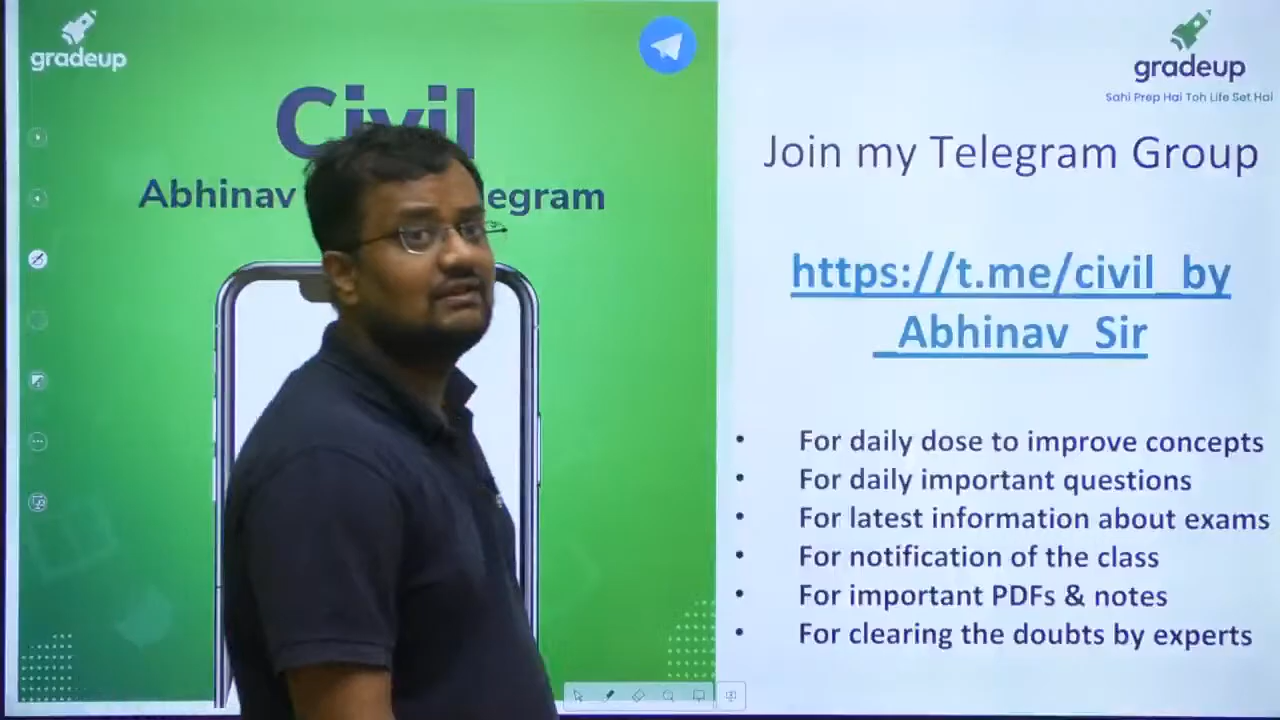 gradeup
Civil
Abhinav
egram
gradeup
Sahi Prep Hai Toh Life Set Hai
Join my Telegram Group
https://t.me/civil_by
_Abhinav_Sir
• For daily dose to improve concepts
• For daily important questions
• For latest information about exams
• For notification of the class
• For important PDFs & notes
• For clearing the doubts by experts